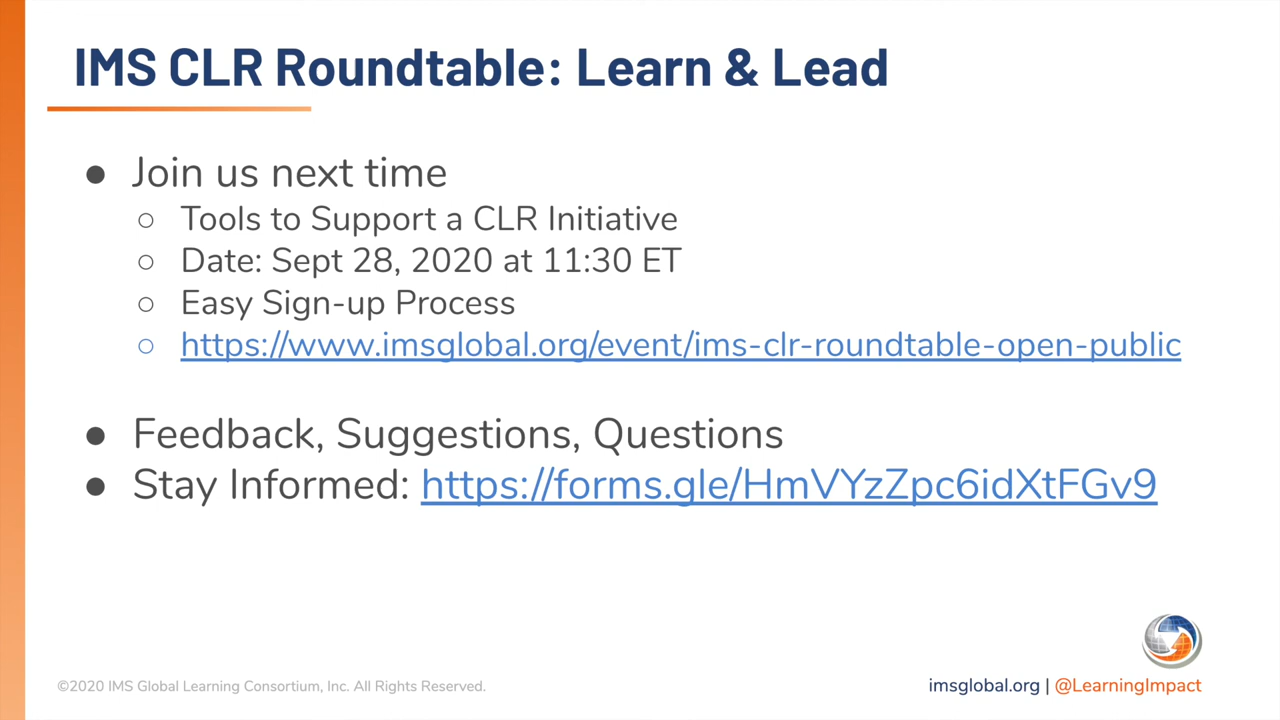 IMS CLR Roundtable: Learn & Lead
● Join us next time
○ Tools to Support a CLR Initiative
○ Date: Sept 28, 2020 at 11:30 ET
○ Easy Sign-up Process
○ https://www.imsglobal.org/event/ims-clr-roundtable-open-public
● Feedback, Suggestions, Questions
● Stay Informed: https://forms.gle/HmVYzZpc6idXtFGv9
©2020 IMS Global Learning Consortium, Inc. All Rights Reserved.
imsglobal.org | @LearningImpact